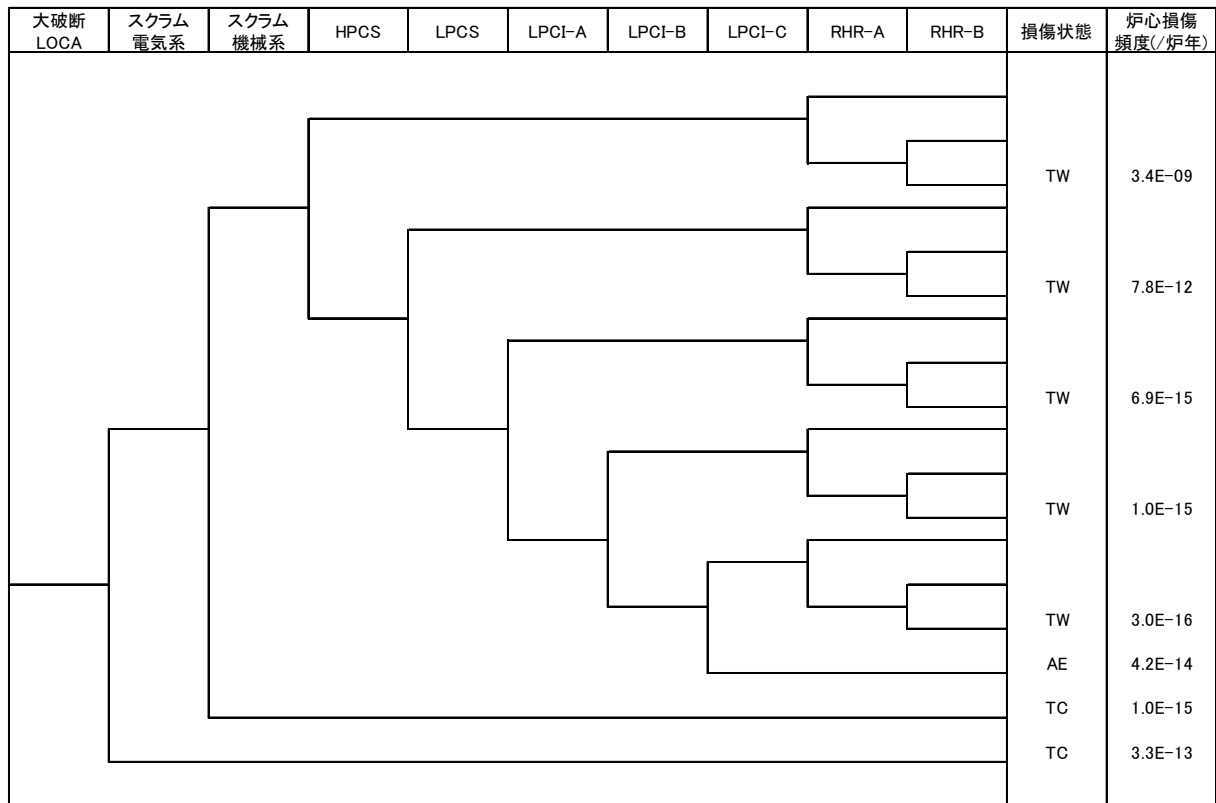 大破断 LOCA
スクラム 電気系
スクラム 機械系
HPCS
LPCS
LPCI-A
LPCI-B
LPCI-C
RHR-A
RHR-B
損傷状態
炉心損傷 頻度(/炉年)
TW 3.4E-09
TW 7.8E-12
TW 6.9E-15
TW 1.0E-15
TW 3.0E-16
AE 4.2E-14
TC 1.0E-15
TC 3.3E-13